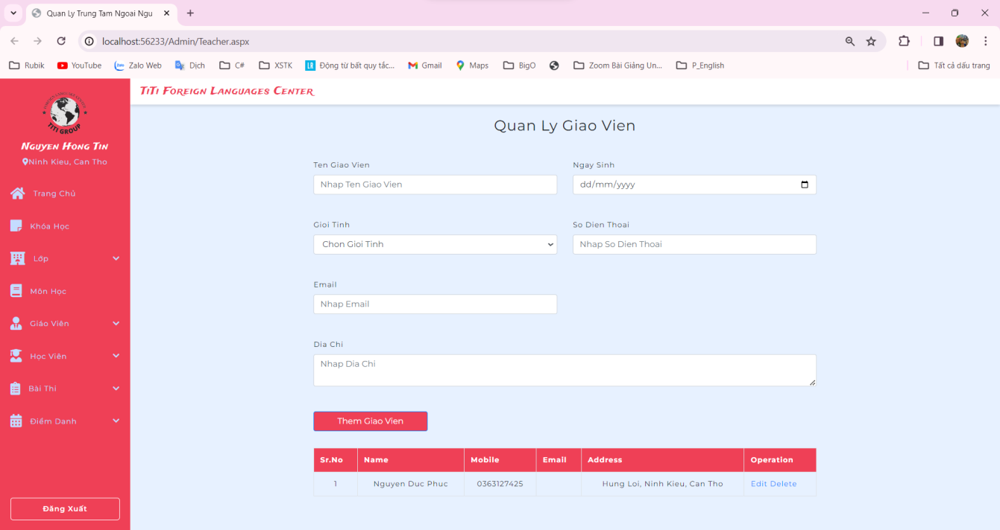 Quan Ly Trung Tam Ngoai Ngu
localhost:56233/Admin/Teacher.aspx
Rubik YouTube Zalo Web Dịch C# XSTK Động từ bất quy tắc... Gmail Maps BigO Zoom Bài Giảng Un... P_English Tất cả dấu trang
TiTi Foreign Languages Center
TITI GROUP
Nguyen Hong Tin
Ninh Kieu, Can Tho
Trang Chủ
Khóa Học
Lớp
Môn Học
Giáo Viên
Học Viên
Bài Thi
Điểm Danh
Đăng Xuất
Quan Ly Giao Vien
Ten Giao Vien Ngay Sinh
Nhap Ten Giao Vien dd/mm/yyyy
Gioi Tinh So Dien Thoai
Chon Gioi Tinh Nhap So Dien Thoai
Email
Nhap Email
Dia Chi
Nhap Dia Chi
Them Giao Vien
Sr.No Name Mobile Email Address Operation
1 Nguyen Duc Phuc 0363127425 Hung Loi, Ninh Kieu, Can Tho Edit Delete